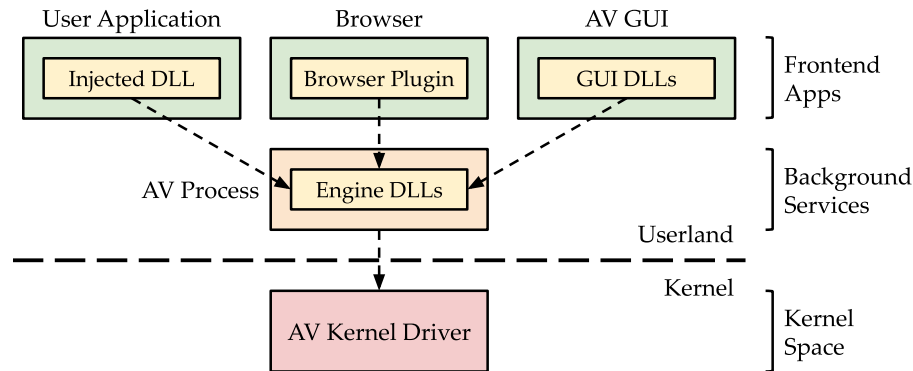 User Application
Browser
AV GUI
Injected DLL
Browser Plugin
GUI DLLs
Frontend
Apps
AV Process
Engine DLLs
Background
Services
Userland
Kernel
AV Kernel Driver
Kernel
Space